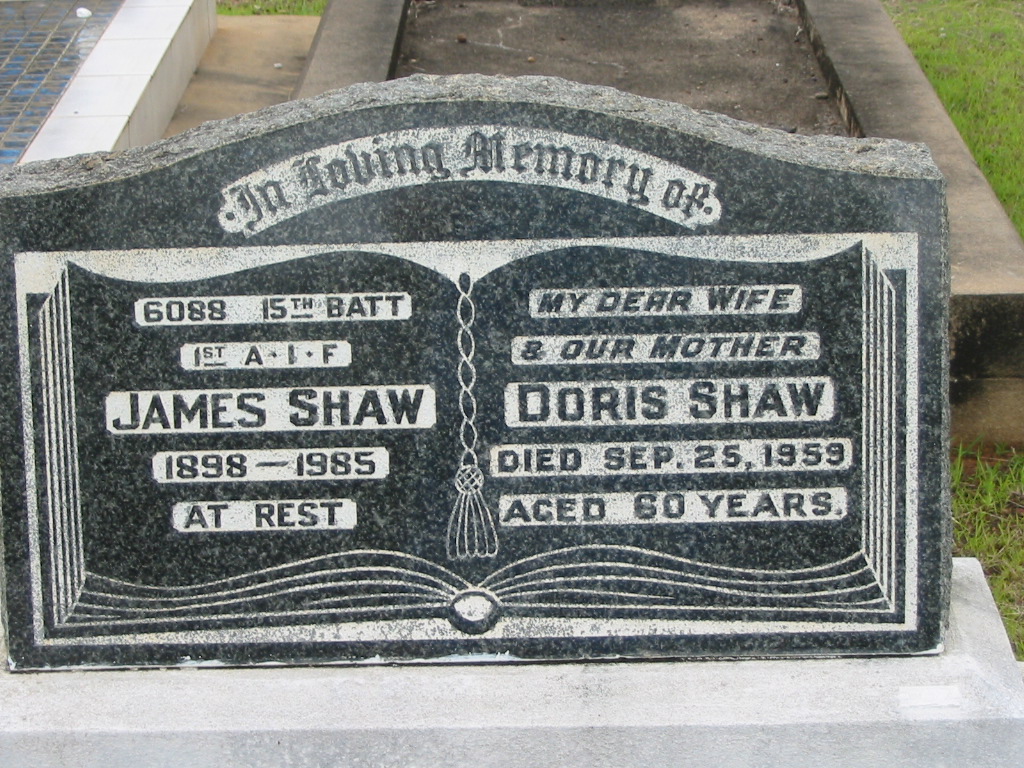 In Loving Memory of.
6088 15TH BATT
1ST A·I·F
JAMES SHAW
1898 — 1985
AT REST
MY DEAR WIFE
& OUR MOTHER
DORIS SHAW
DIED SEP. 25, 1959
AGED 60 YEARS.